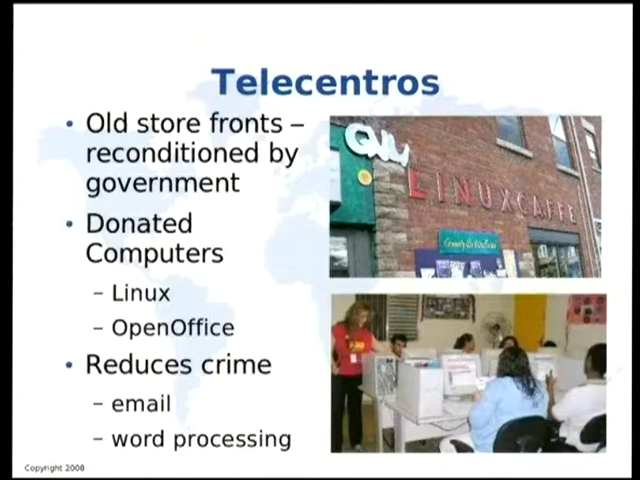 Telecentros
• Old store fronts –
reconditioned by
government
• Donated
Computers
– Linux
– OpenOffice
• Reduces crime
– email
– word processing
GNU
LINUXCAFFE
Copyright 2008